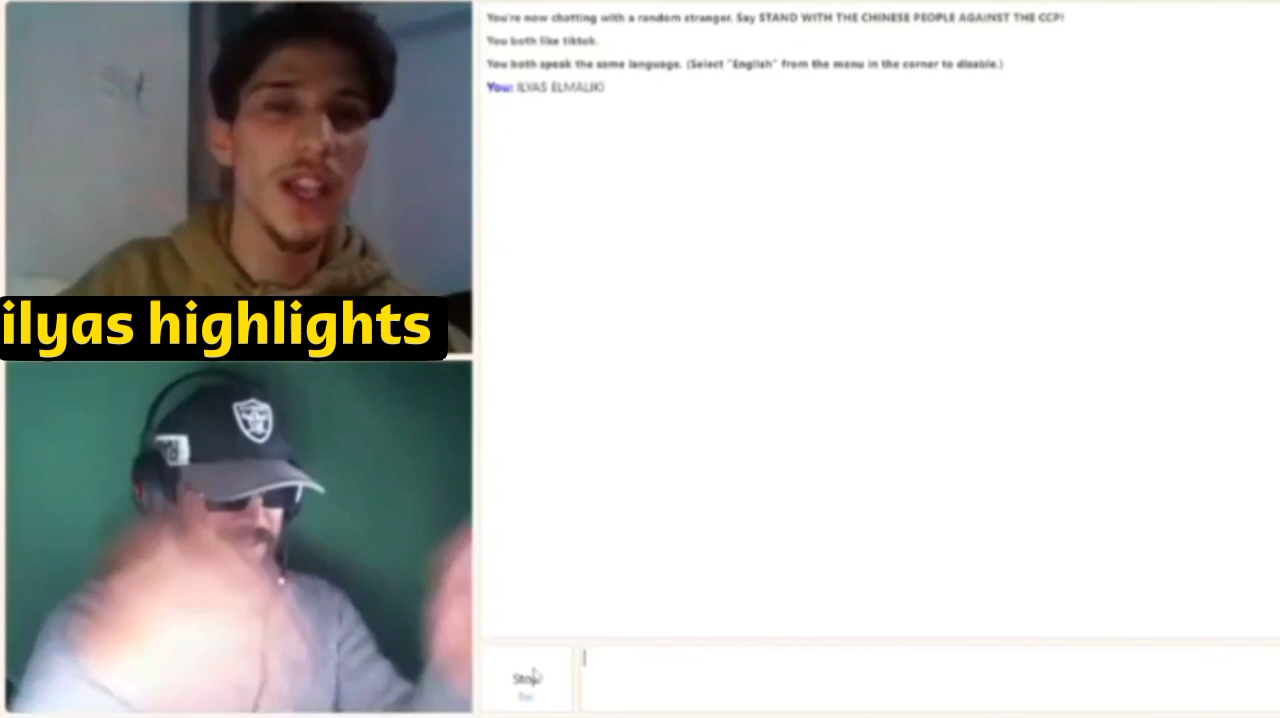 You're now chatting with a random stranger. Say STAND WITH THE CHINESE PEOPLE AGAINST THE CCP!
You both like tiktok.
You both speak the same language. (Select "English" from the menu in the corner to disable.)
You: ILYAS ELMALIKI
ilyas highlights
Stop
Esc